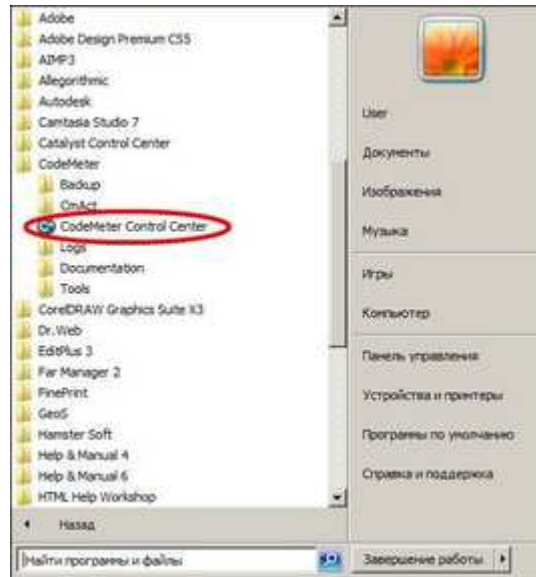 Adobe
Adobe Design Premium CS5
AIMP3
Allegorithmic
Autodesk
Camtasia Studio 7
Catalyst Control Center
CodeMeter
Backup
CmAct
CodeMeter Control Center
Logs
Documentation
Tools
CorelDRAW Graphics Suite X3
Dr.Web
EditPlus 3
Far Manager 2
FinePrint
GeoS
Hamster Soft
Help & Manual 4
Help & Manual 6
HTML Help Workshop
Назад
Найти программы и файлы
User
Документы
Изображения
Музыка
Игры
Компьютер
Панель управления
Устройства и принтеры
Программы по умолчанию
Справка и поддержка
Завершение работы